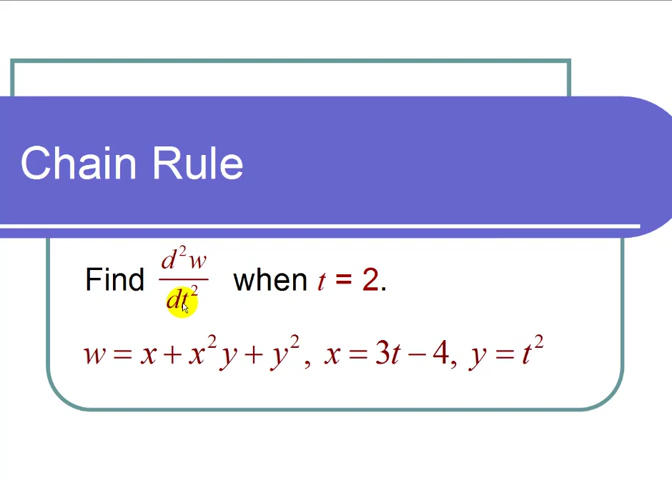 Chain Rule
Find d²w/dt² when t = 2.
w = x + x²y + y², x = 3t − 4, y = t²